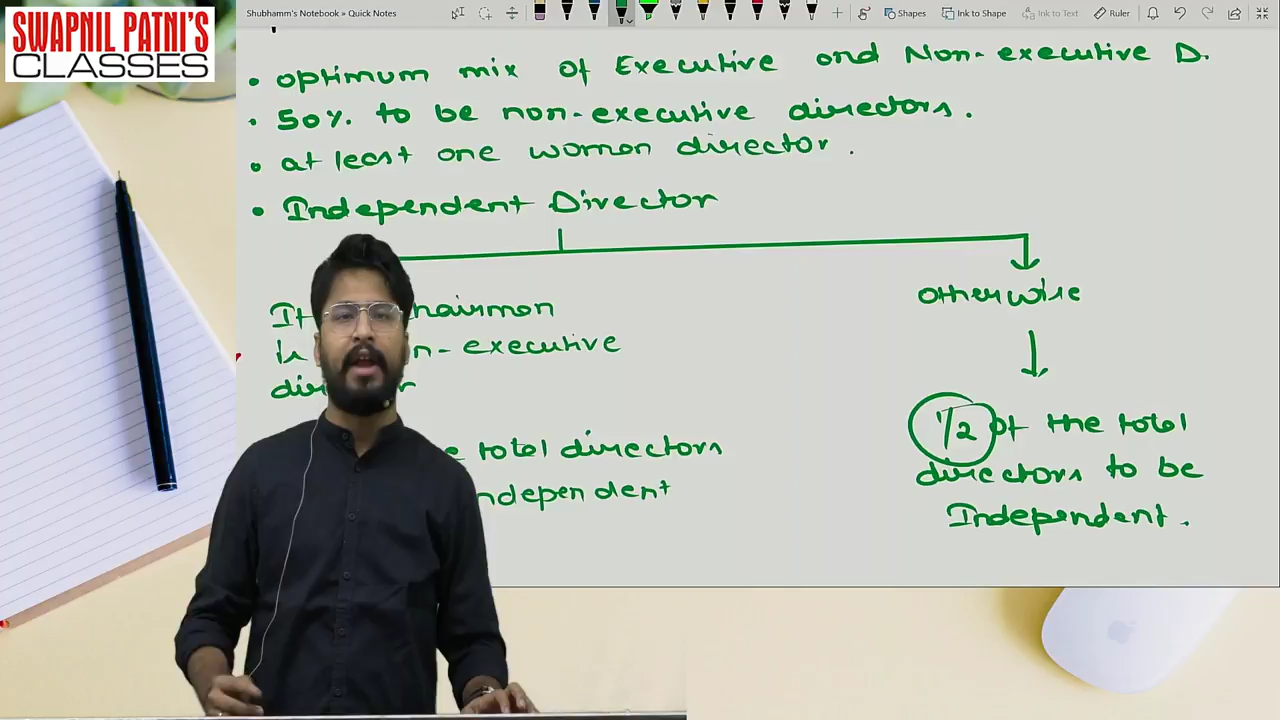 SWAPNIL PATNI'S
CLASSES
Shubhamm's Notebook » Quick Notes
Shapes
Ink to Shape
Ink to Text
Ruler
• optimum mix of Executive and Non-executive D.
• 50% to be non-executive directors.
• at least one women director.
• Independent Director
otherwise
executive
total directors
1/2 of the total
directors to be
Independent.